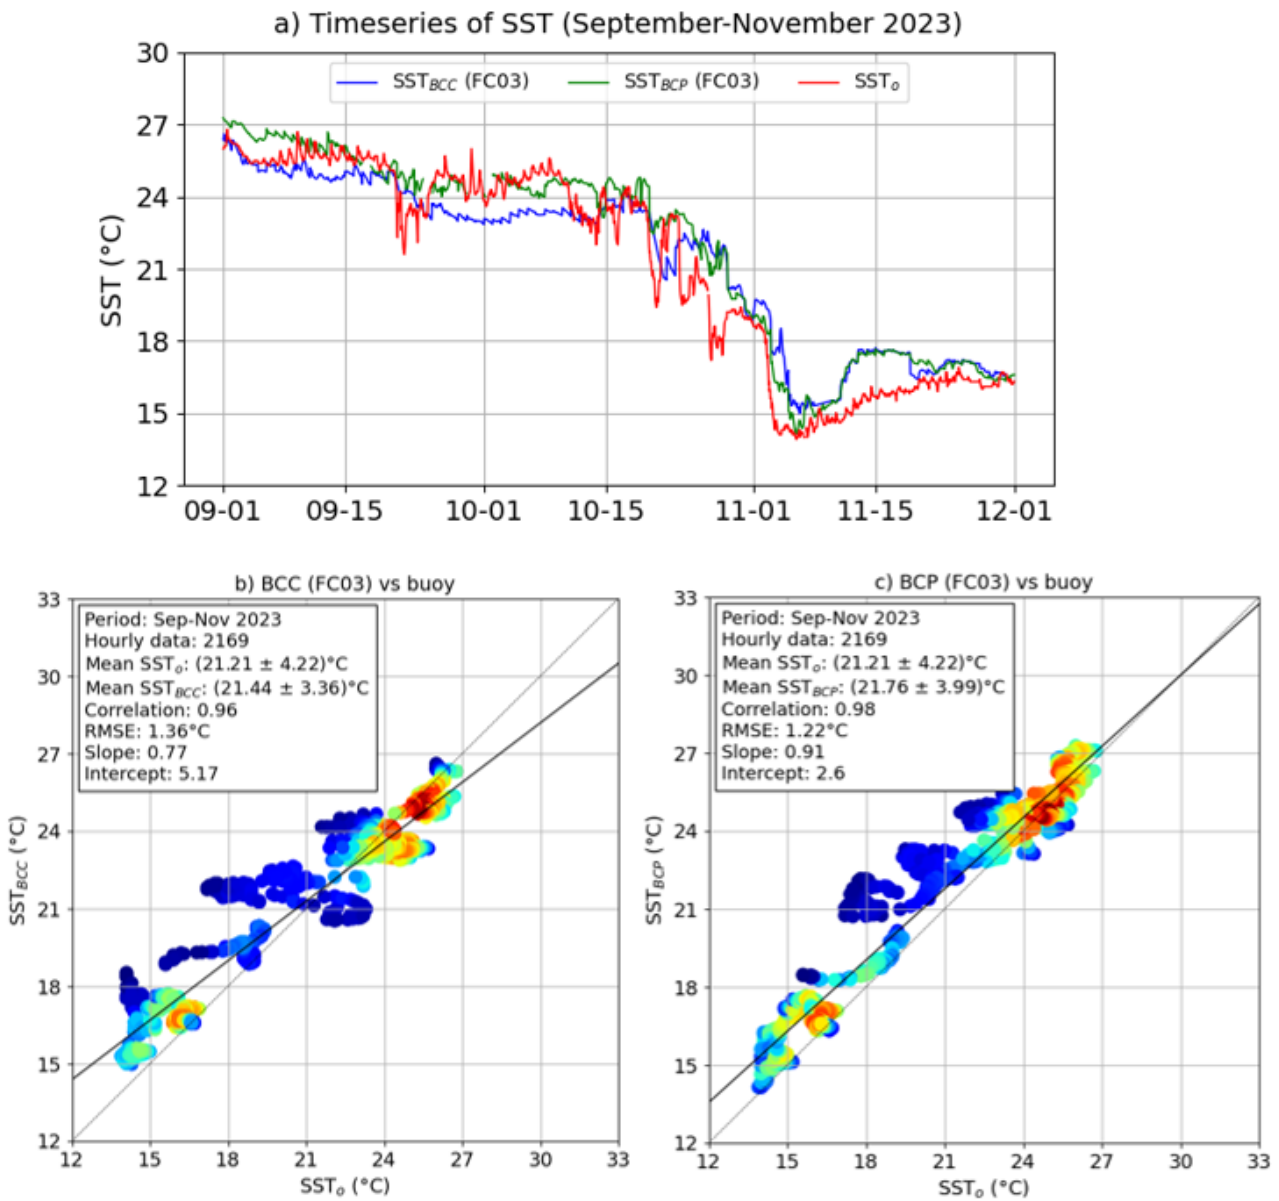 a) Timeseries of SST (September-November 2023)
SST_BCC (FC03) SST_BCP (FC03) SST_o
30
27
24
21
18
15
12
SST (°C)
09-01 09-15 10-01 10-15 11-01 11-15 12-01
b) BCC (FC03) vs buoy
Period: Sep-Nov 2023
Hourly data: 2169
Mean SST_o: (21.21 ± 4.22)°C
Mean SST_BCC: (21.44 ± 3.36)°C
Correlation: 0.96
RMSE: 1.36°C
Slope: 0.77
Intercept: 5.17
33
30
27
24
21
18
15
12
SST_BCC (°C)
12 15 18 21 24 27 30 33
SST_o (°C)
c) BCP (FC03) vs buoy
Period: Sep-Nov 2023
Hourly data: 2169
Mean SST_o: (21.21 ± 4.22)°C
Mean SST_BCP: (21.76 ± 3.99)°C
Correlation: 0.98
RMSE: 1.22°C
Slope: 0.91
Intercept: 2.6
33
30
27
24
21
18
15
12
SST_BCP (°C)
12 15 18 21 24 27 30 33
SST_o (°C)